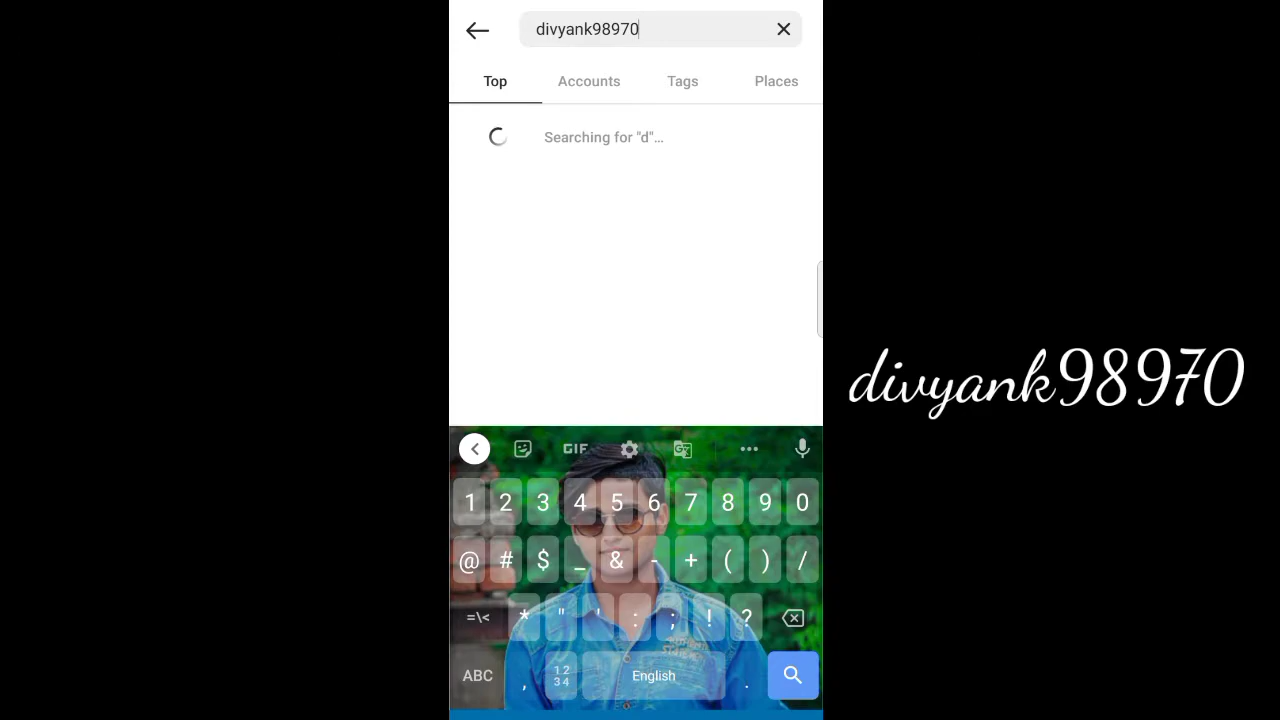 divyank98970
Top Accounts Tags Places
Searching for "d"...
divyank98970
GIF
1 2 3 4 5 6 7 8 9 0
@ # $ _ & - + ( ) /
=\< * " ' : ; ! ?
ABC , 12 34 English .